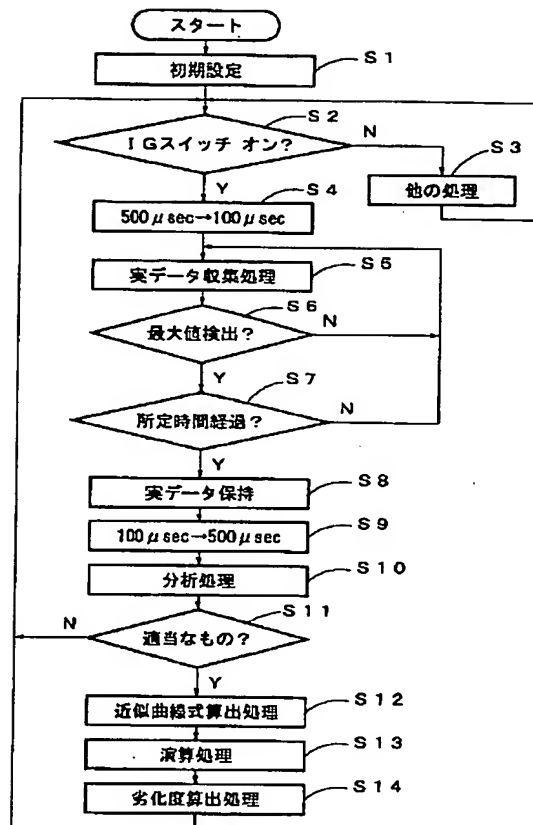 スタート
S1
初期設定
S2
IGスイッチ オン?
N
S3
他の処理
Y
S4
500μsec→100μsec
S5
実データ収集処理
S6
最大値検出?
N
Y
S7
所定時間経過?
N
Y
S8
実データ保持
S9
100μsec→500μsec
S10
分析処理
S11
N
適当なもの?
Y
S12
近似曲線式算出処理
S13
演算処理
S14
劣化度算出処理